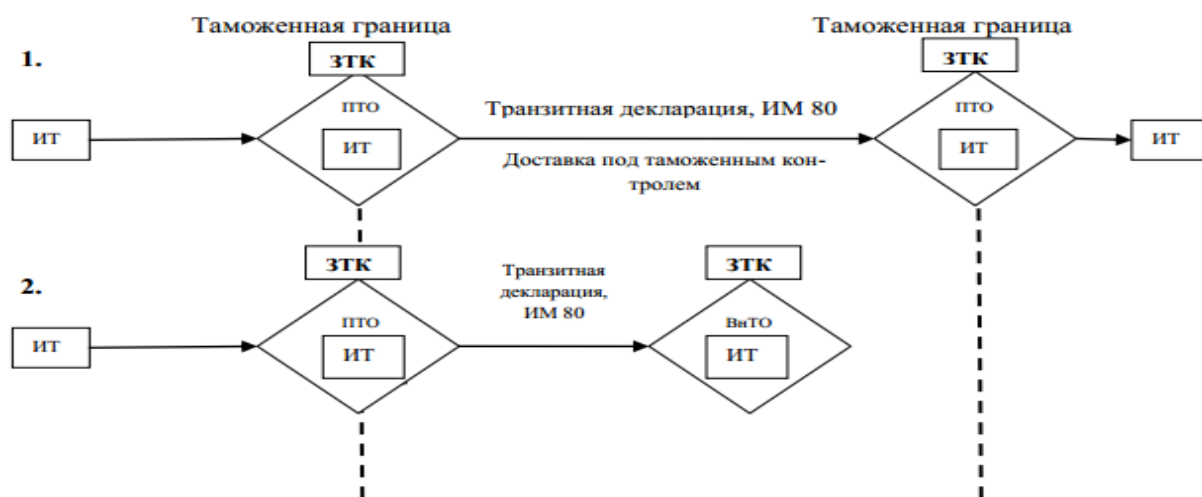 Таможенная граница
Таможенная граница
1.
ЗТК
ЗТК
ИТ
ПТО
ИТ
Транзитная декларация, ИМ 80
Доставка под таможенным кон-
тролем
ПТО
ИТ
ИТ
2.
ЗТК
Транзитная
декларация,
ИМ 80
ЗТК
ИТ
ПТО
ИТ
ВнТО
ИТ